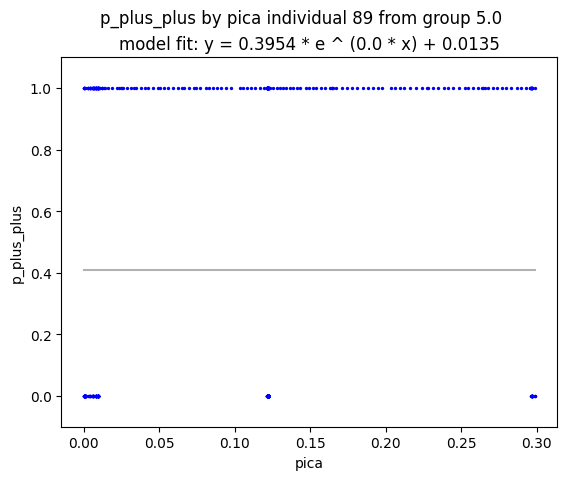 p_plus_plus by pica individual 89 from group 5.0
model fit: y = 0.3954 * e ^ (0.0 * x) + 0.0135
p_plus_plus
1.0
0.8
0.6
0.4
0.2
0.0
0.00 0.05 0.10 0.15 0.20 0.25 0.30
pica